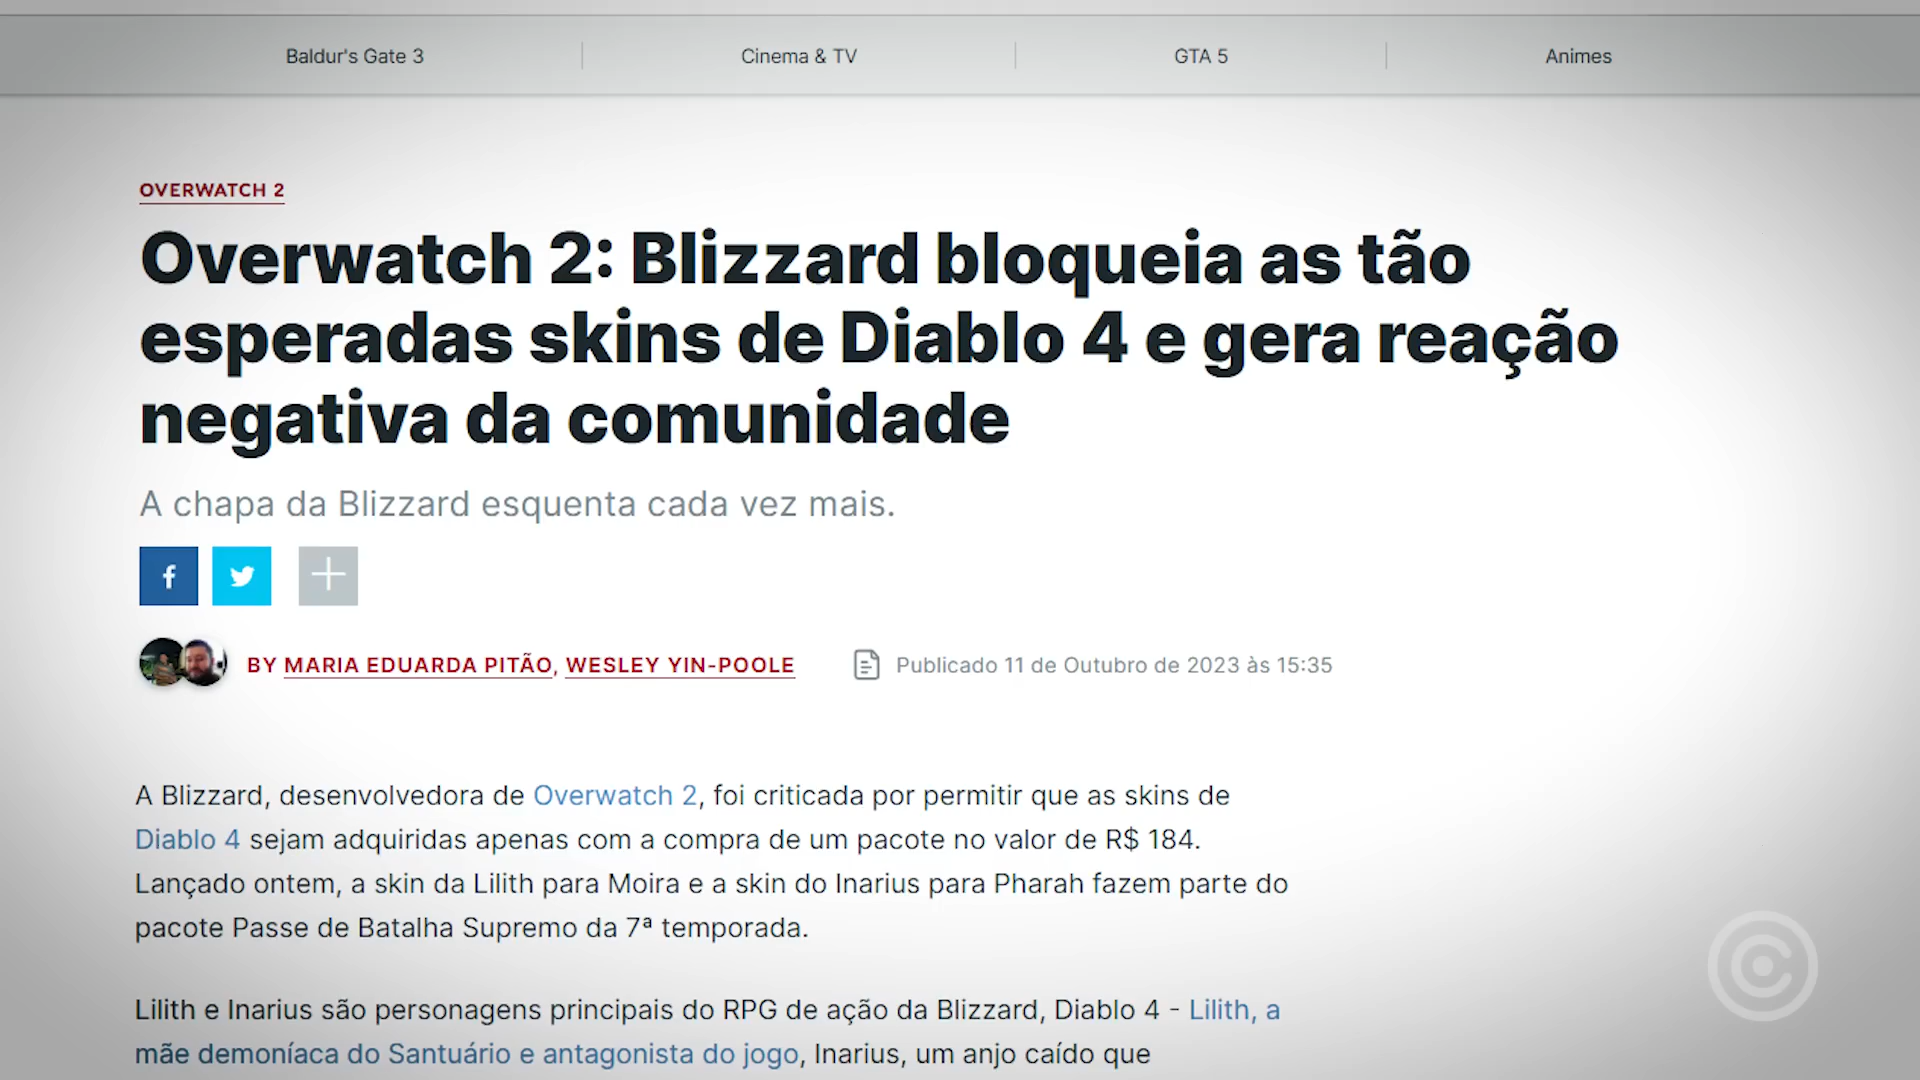 Baldur's Gate 3
Cinema & TV
GTA 5
Animes
OVERWATCH 2
Overwatch 2: Blizzard bloqueia as tão
esperadas skins de Diablo 4 e gera reação
negativa da comunidade
A chapa da Blizzard esquenta cada vez mais.
BY MARIA EDUARDA PITÃO, WESLEY YIN-POOLE
Publicado 11 de Outubro de 2023 às 15:35
A Blizzard, desenvolvedora de Overwatch 2, foi criticada por permitir que as skins de
Diablo 4 sejam adquiridas apenas com a compra de um pacote no valor de R$ 184.
Lançado ontem, a skin da Lilith para Moira e a skin do Inarius para Pharah fazem parte do
pacote Passe de Batalha Supremo da 7ª temporada.
Lilith e Inarius são personagens principais do RPG de ação da Blizzard, Diablo 4 - Lilith, a
mãe demoníaca do Santuário e antagonista do jogo, Inarius, um anjo caído que